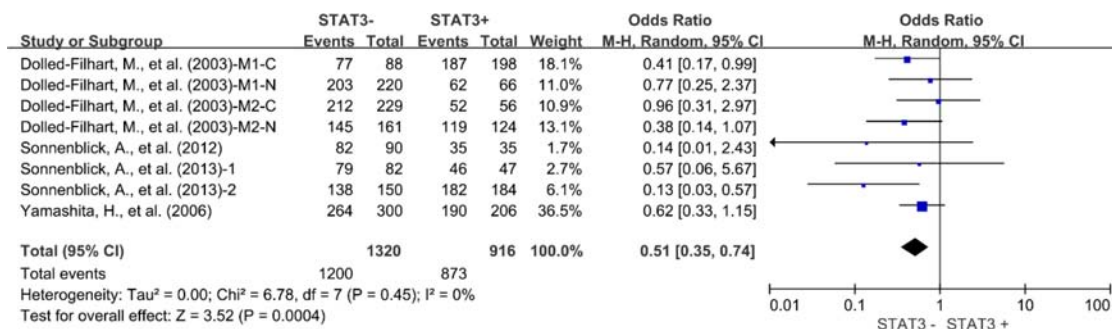 STAT3- STAT3+ Odds Ratio Odds Ratio
Study or Subgroup Events Total Events Total Weight M-H, Random, 95% CI M-H, Random, 95% CI
Dolled-Filhart, M., et al. (2003)-M1-C 77 88 187 198 18.1% 0.41 [0.17, 0.99]
Dolled-Filhart, M., et al. (2003)-M1-N 203 220 62 66 11.0% 0.77 [0.25, 2.37]
Dolled-Filhart, M., et al. (2003)-M2-C 212 229 52 56 10.9% 0.96 [0.31, 2.97]
Dolled-Filhart, M., et al. (2003)-M2-N 145 161 119 124 13.1% 0.38 [0.14, 1.07]
Sonnenblick, A., et al. (2012) 82 90 35 35 1.7% 0.14 [0.01, 2.43]
Sonnenblick, A., et al. (2013)-1 79 82 46 47 2.7% 0.57 [0.06, 5.67]
Sonnenblick, A., et al. (2013)-2 138 150 182 184 6.1% 0.13 [0.03, 0.57]
Yamashita, H., et al. (2006) 264 300 190 206 36.5% 0.62 [0.33, 1.15]
Total (95% CI) 1320 916 100.0% 0.51 [0.35, 0.74]
Total events 1200 873
Heterogeneity: Tau² = 0.00; Chi² = 6.78, df = 7 (P = 0.45); I² = 0%
Test for overall effect: Z = 3.52 (P = 0.0004)
0.01 0.1 1 10 100
STAT3 - STAT3 +